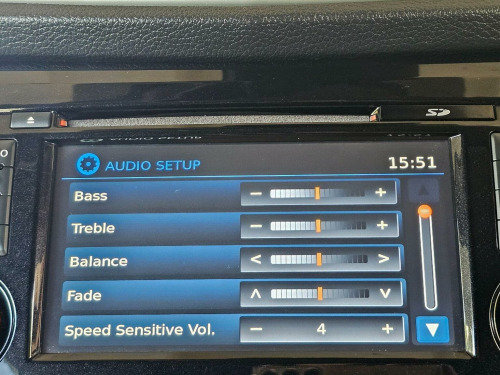 SD
AUDIO SETUP 15:51
Bass − +
Treble − +
Balance < >
Fade
Speed Sensitive Vol. − 4 +